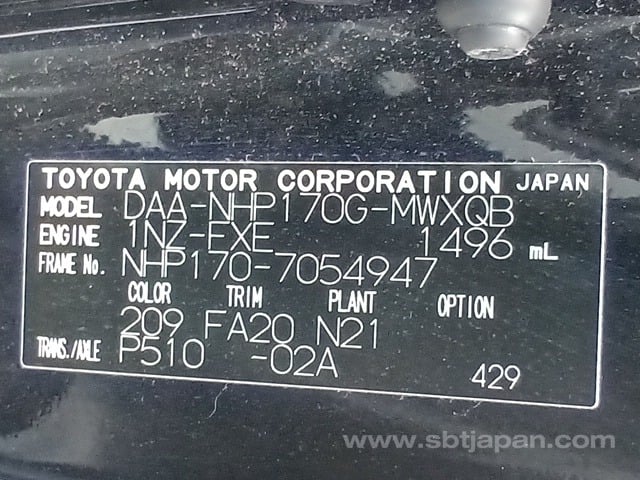 TOYOTA MOTOR CORPORATION JAPAN
MODEL DAA-NHP170G-MWXQB
ENGINE 1NZ-FXE 1496 mL
FRAME No. NHP170-7054947
COLOR TRIM PLANT OPTION
209 FA20 N21
TRANS./AXLE P510 -02A 429
www.sbtjapan.com